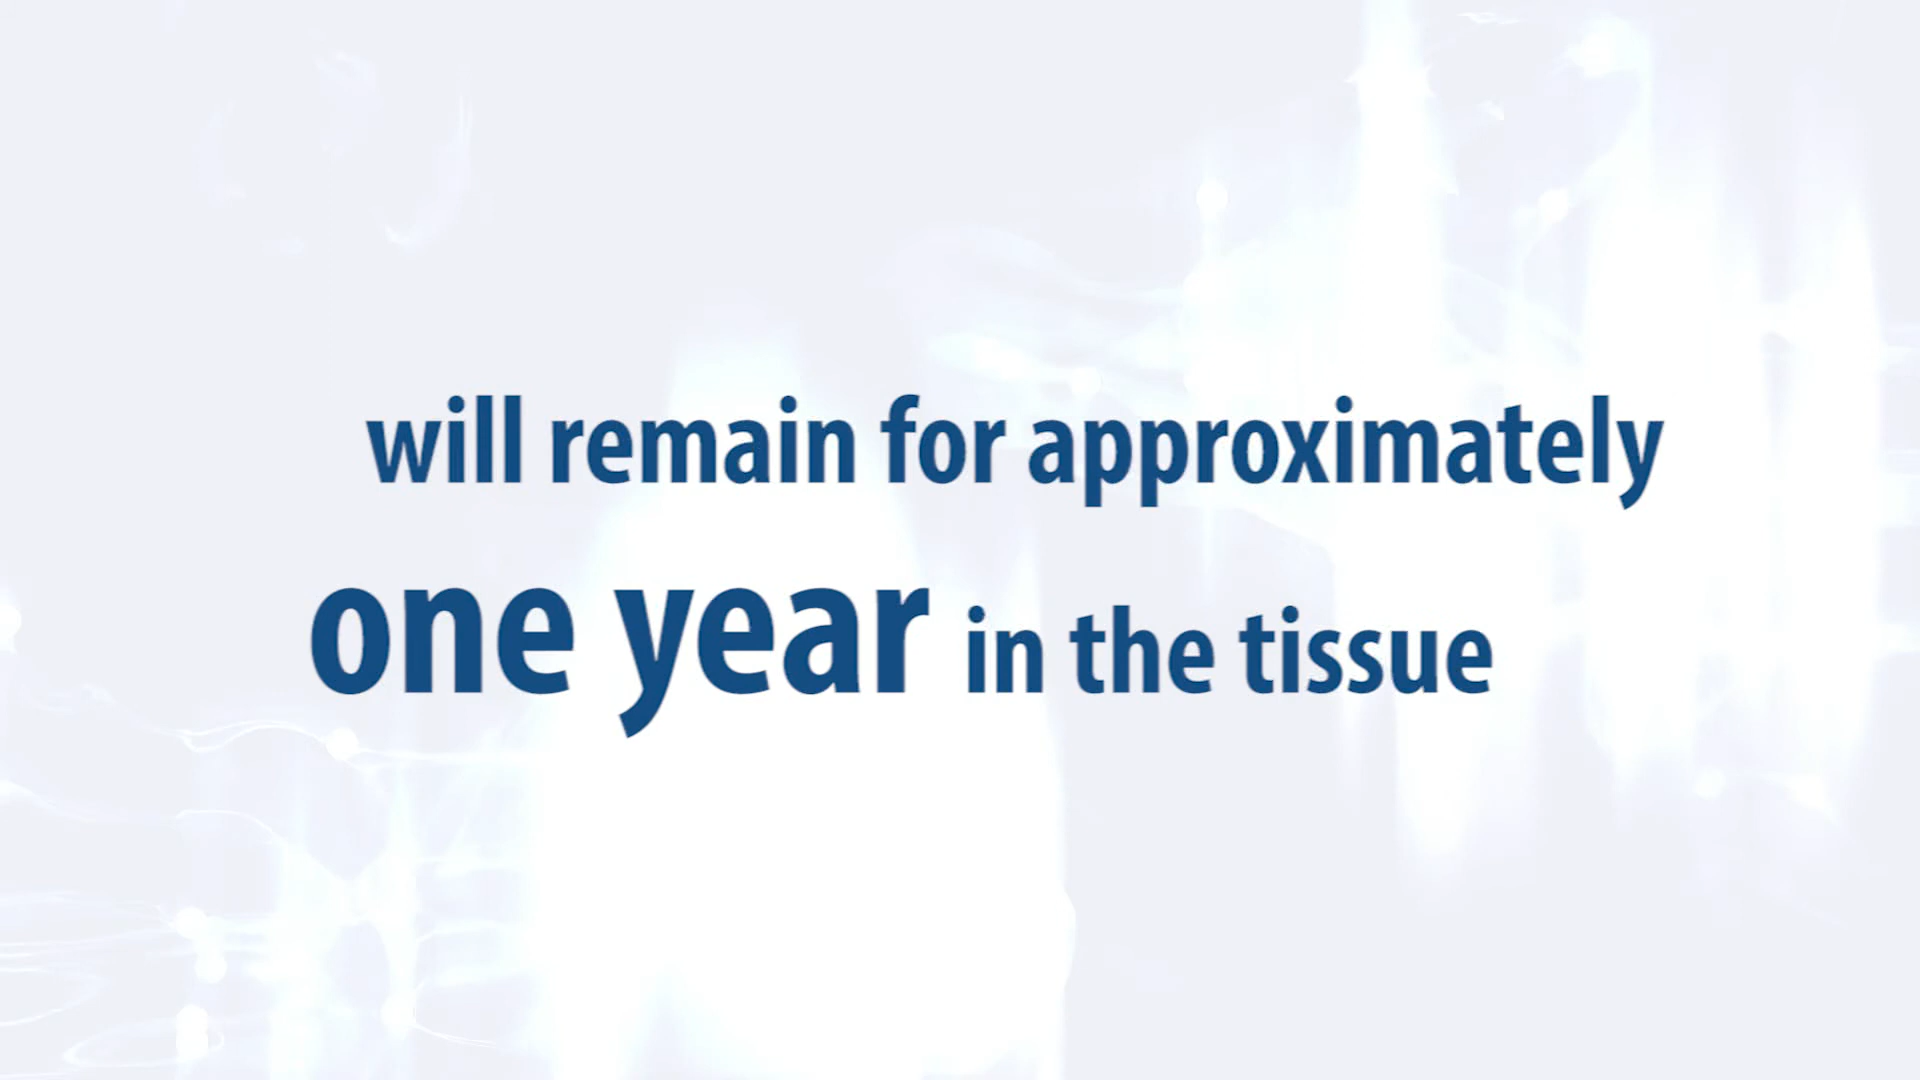 will remain for approximately
one year in the tissue